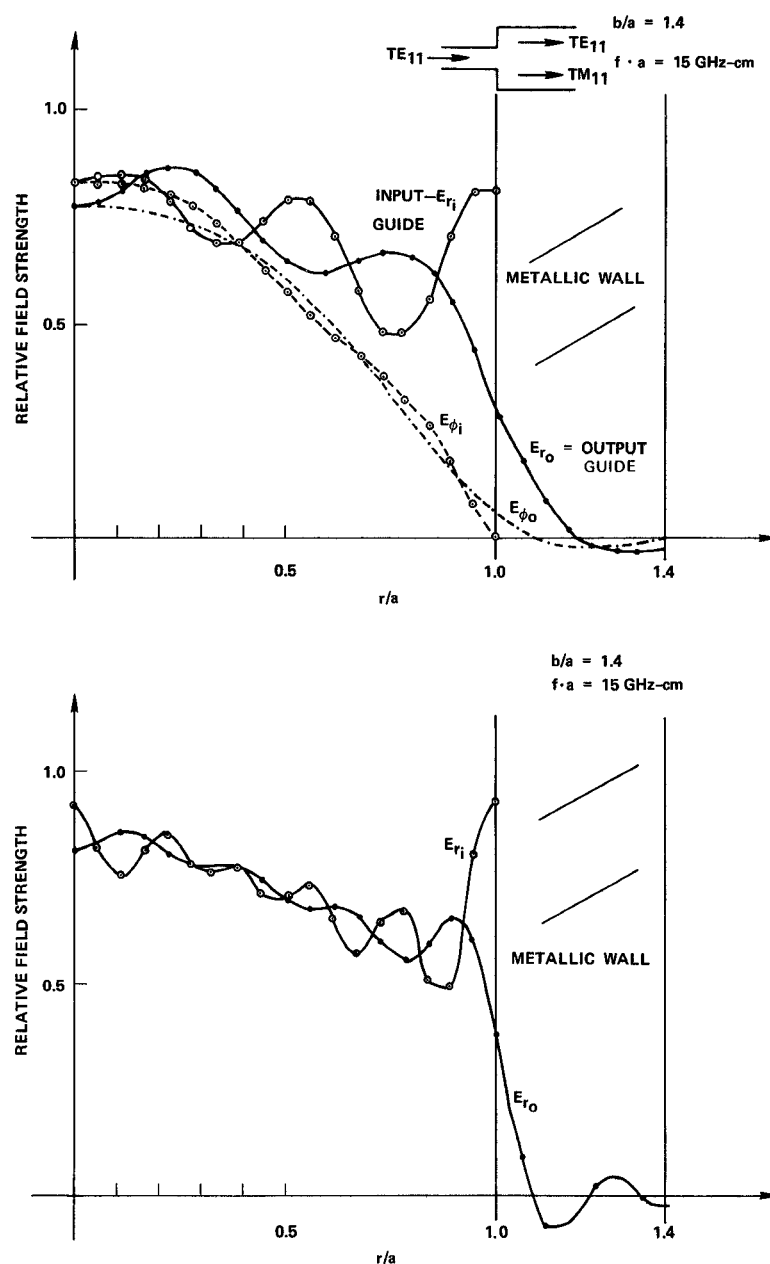 b/a = 1.4
TE11
TE11
f · a = 15 GHz–cm
TM11
1.0
INPUT–Eri
GUIDE
METALLIC WALL
RELATIVE FIELD STRENGTH
0.5
Eϕi
Ero = OUTPUT
GUIDE
Eϕo
0.5
1.0
1.4
r/a
b/a = 1.4
f·a = 15 GHz–cm
1.0
Eri
RELATIVE FIELD STRENGTH
METALLIC WALL
0.5
Ero
0.5
1.0
1.4
r/a